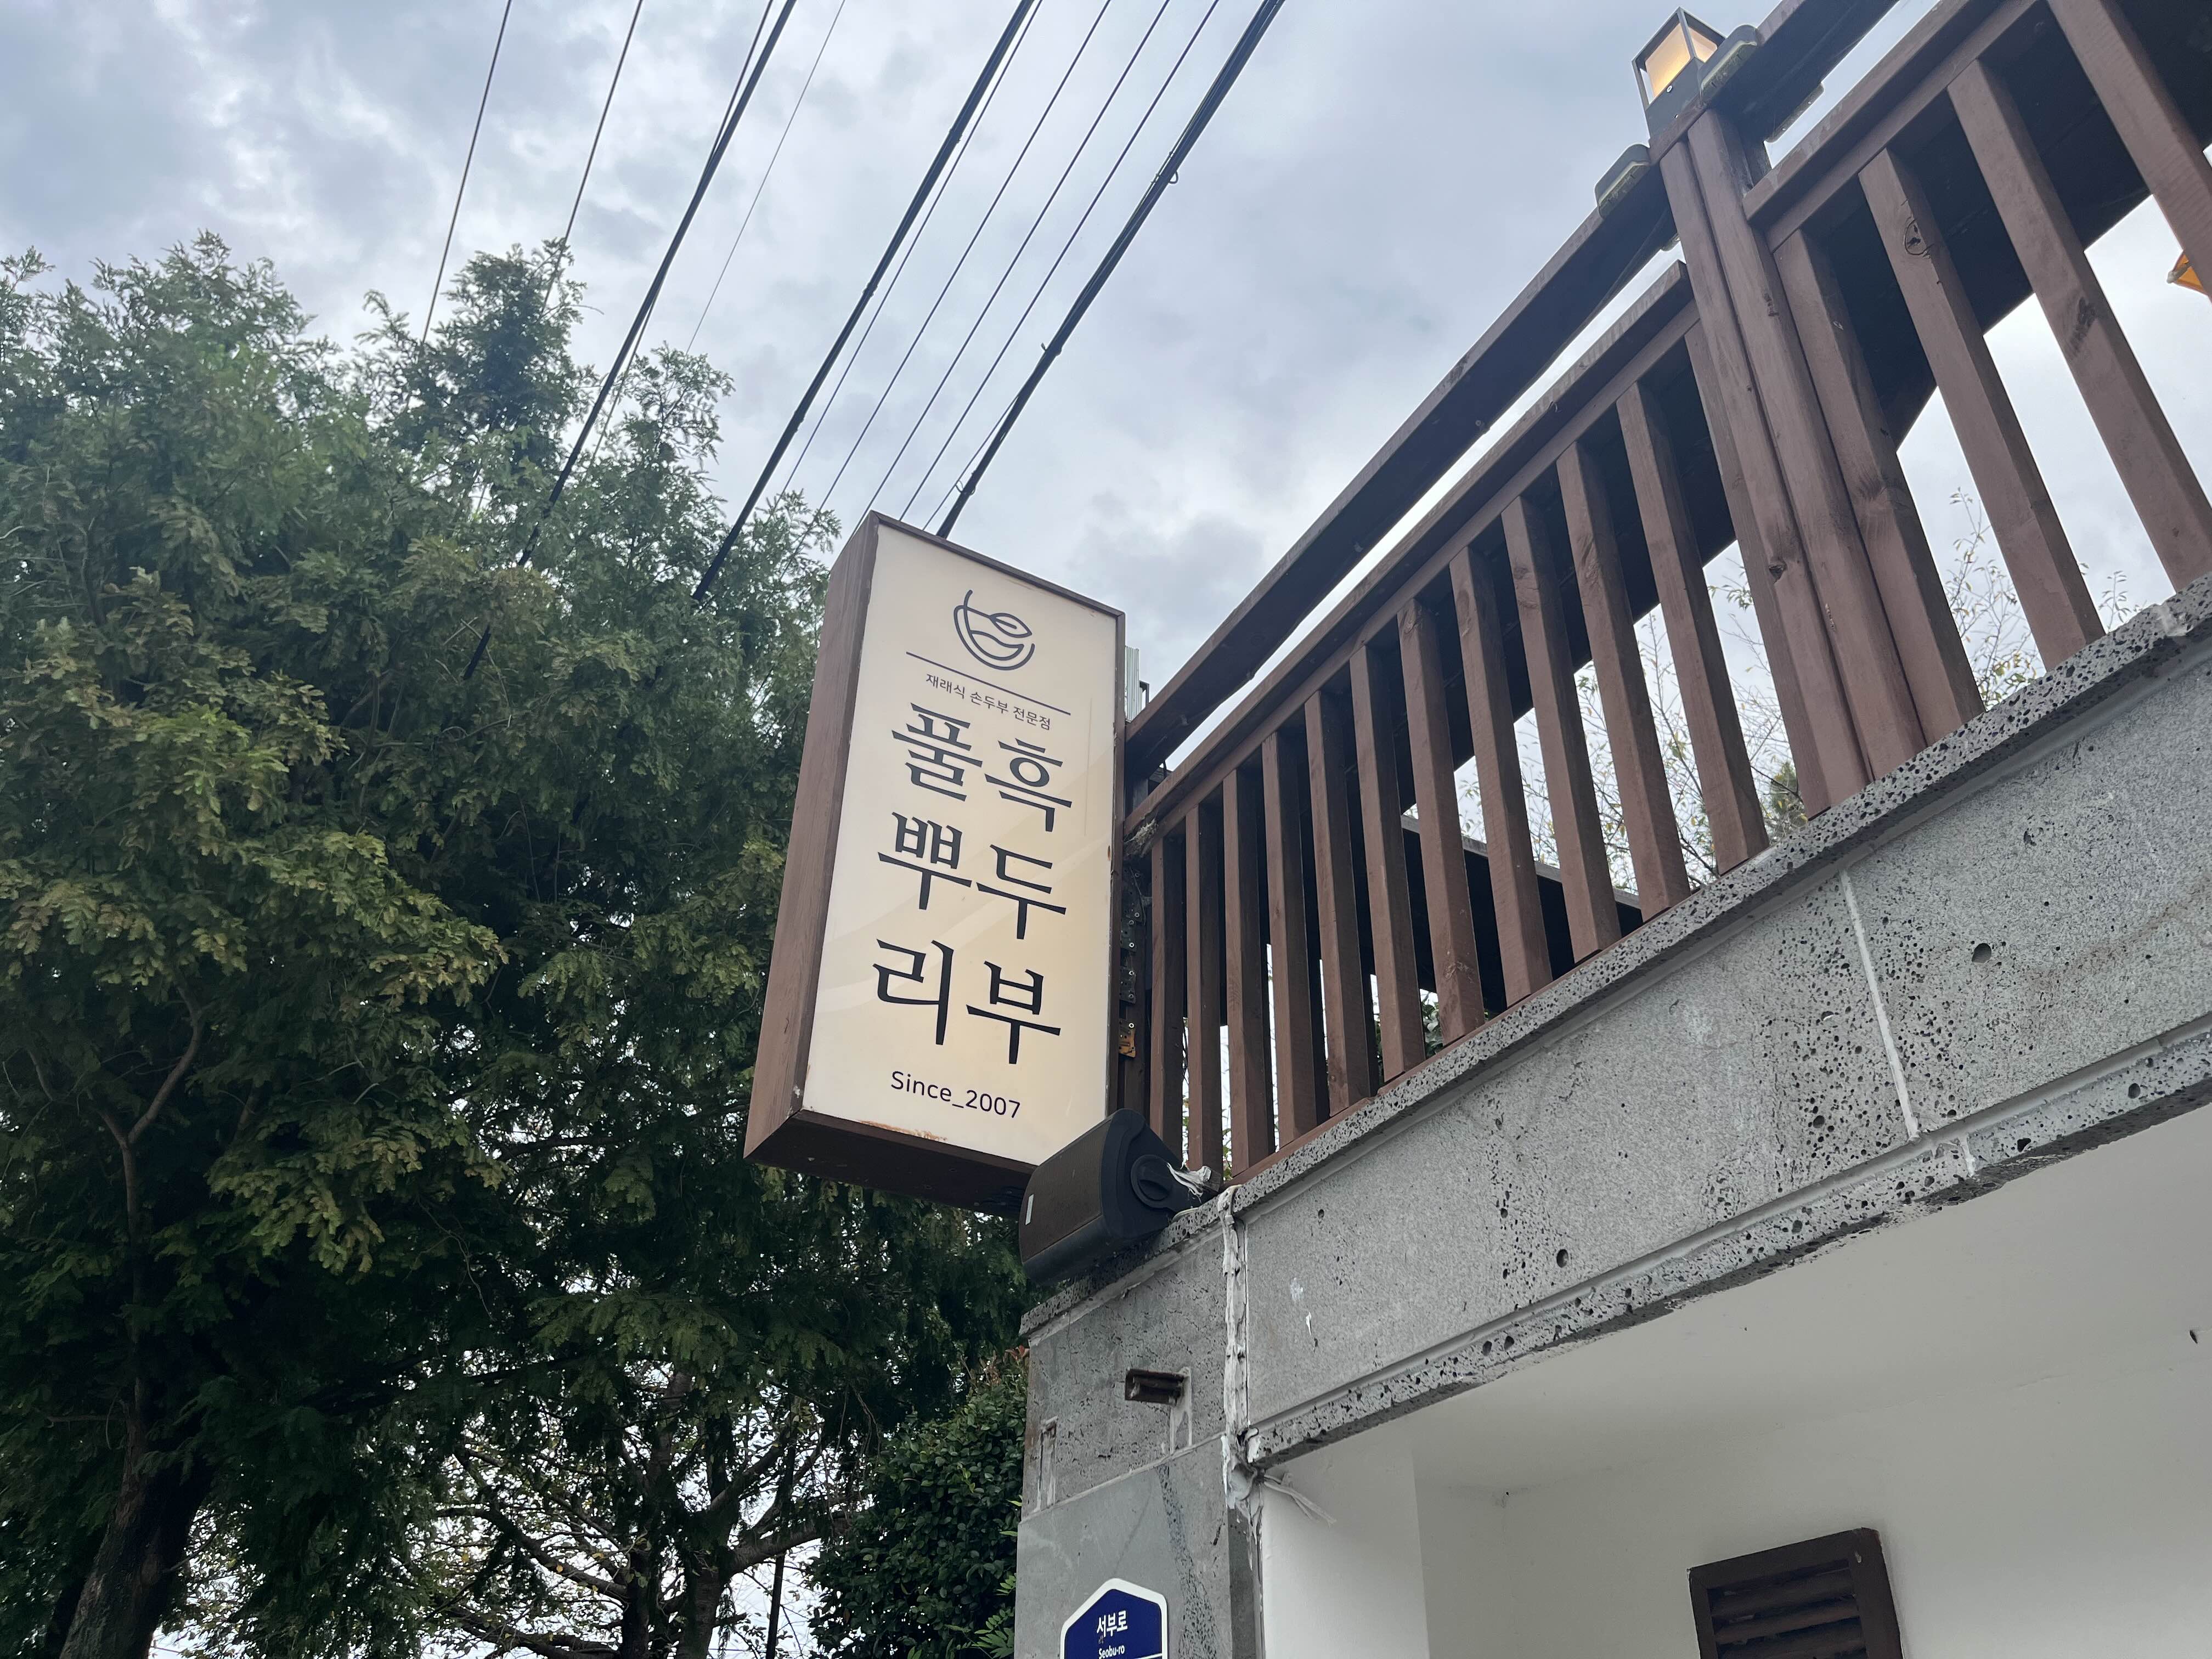 재래식 손두부 전문점
풀뿌리
흑두부
Since_2007
서부로
Seobu-ro